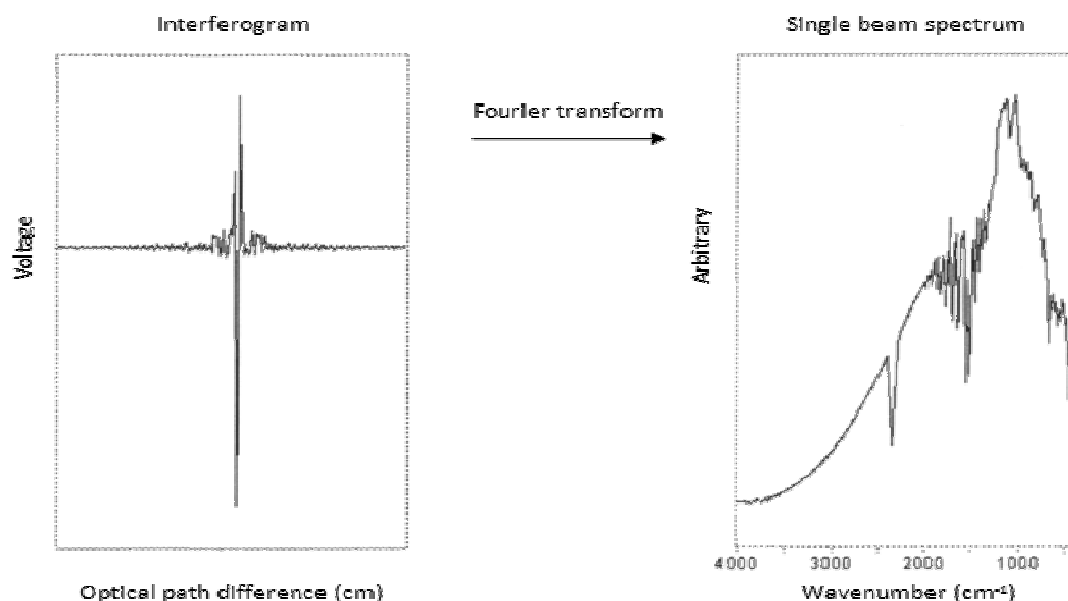 Interferogram
Single beam spectrum
Fourier transform
Voltage
Arbitrary
4000 3000 2000 1000
Optical path difference (cm)
Wavenumber (cm⁻¹)